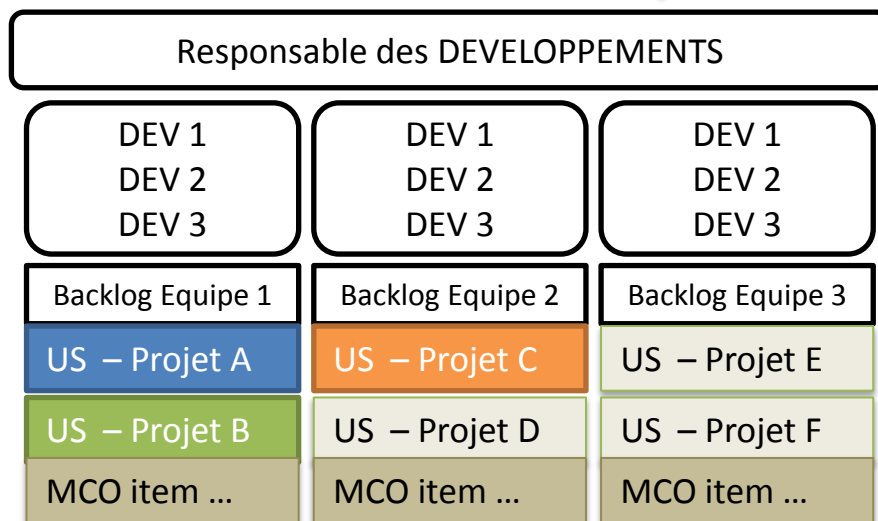 Responsable des DEVELOPPEMENTS
DEV 1
DEV 2
DEV 3
DEV 1
DEV 2
DEV 3
DEV 1
DEV 2
DEV 3
Backlog Equipe 1
Backlog Equipe 2
Backlog Equipe 3
US – Projet A
US – Projet C
US – Projet E
US – Projet B
US – Projet D
US – Projet F
MCO item ...
MCO item ...
MCO item ...